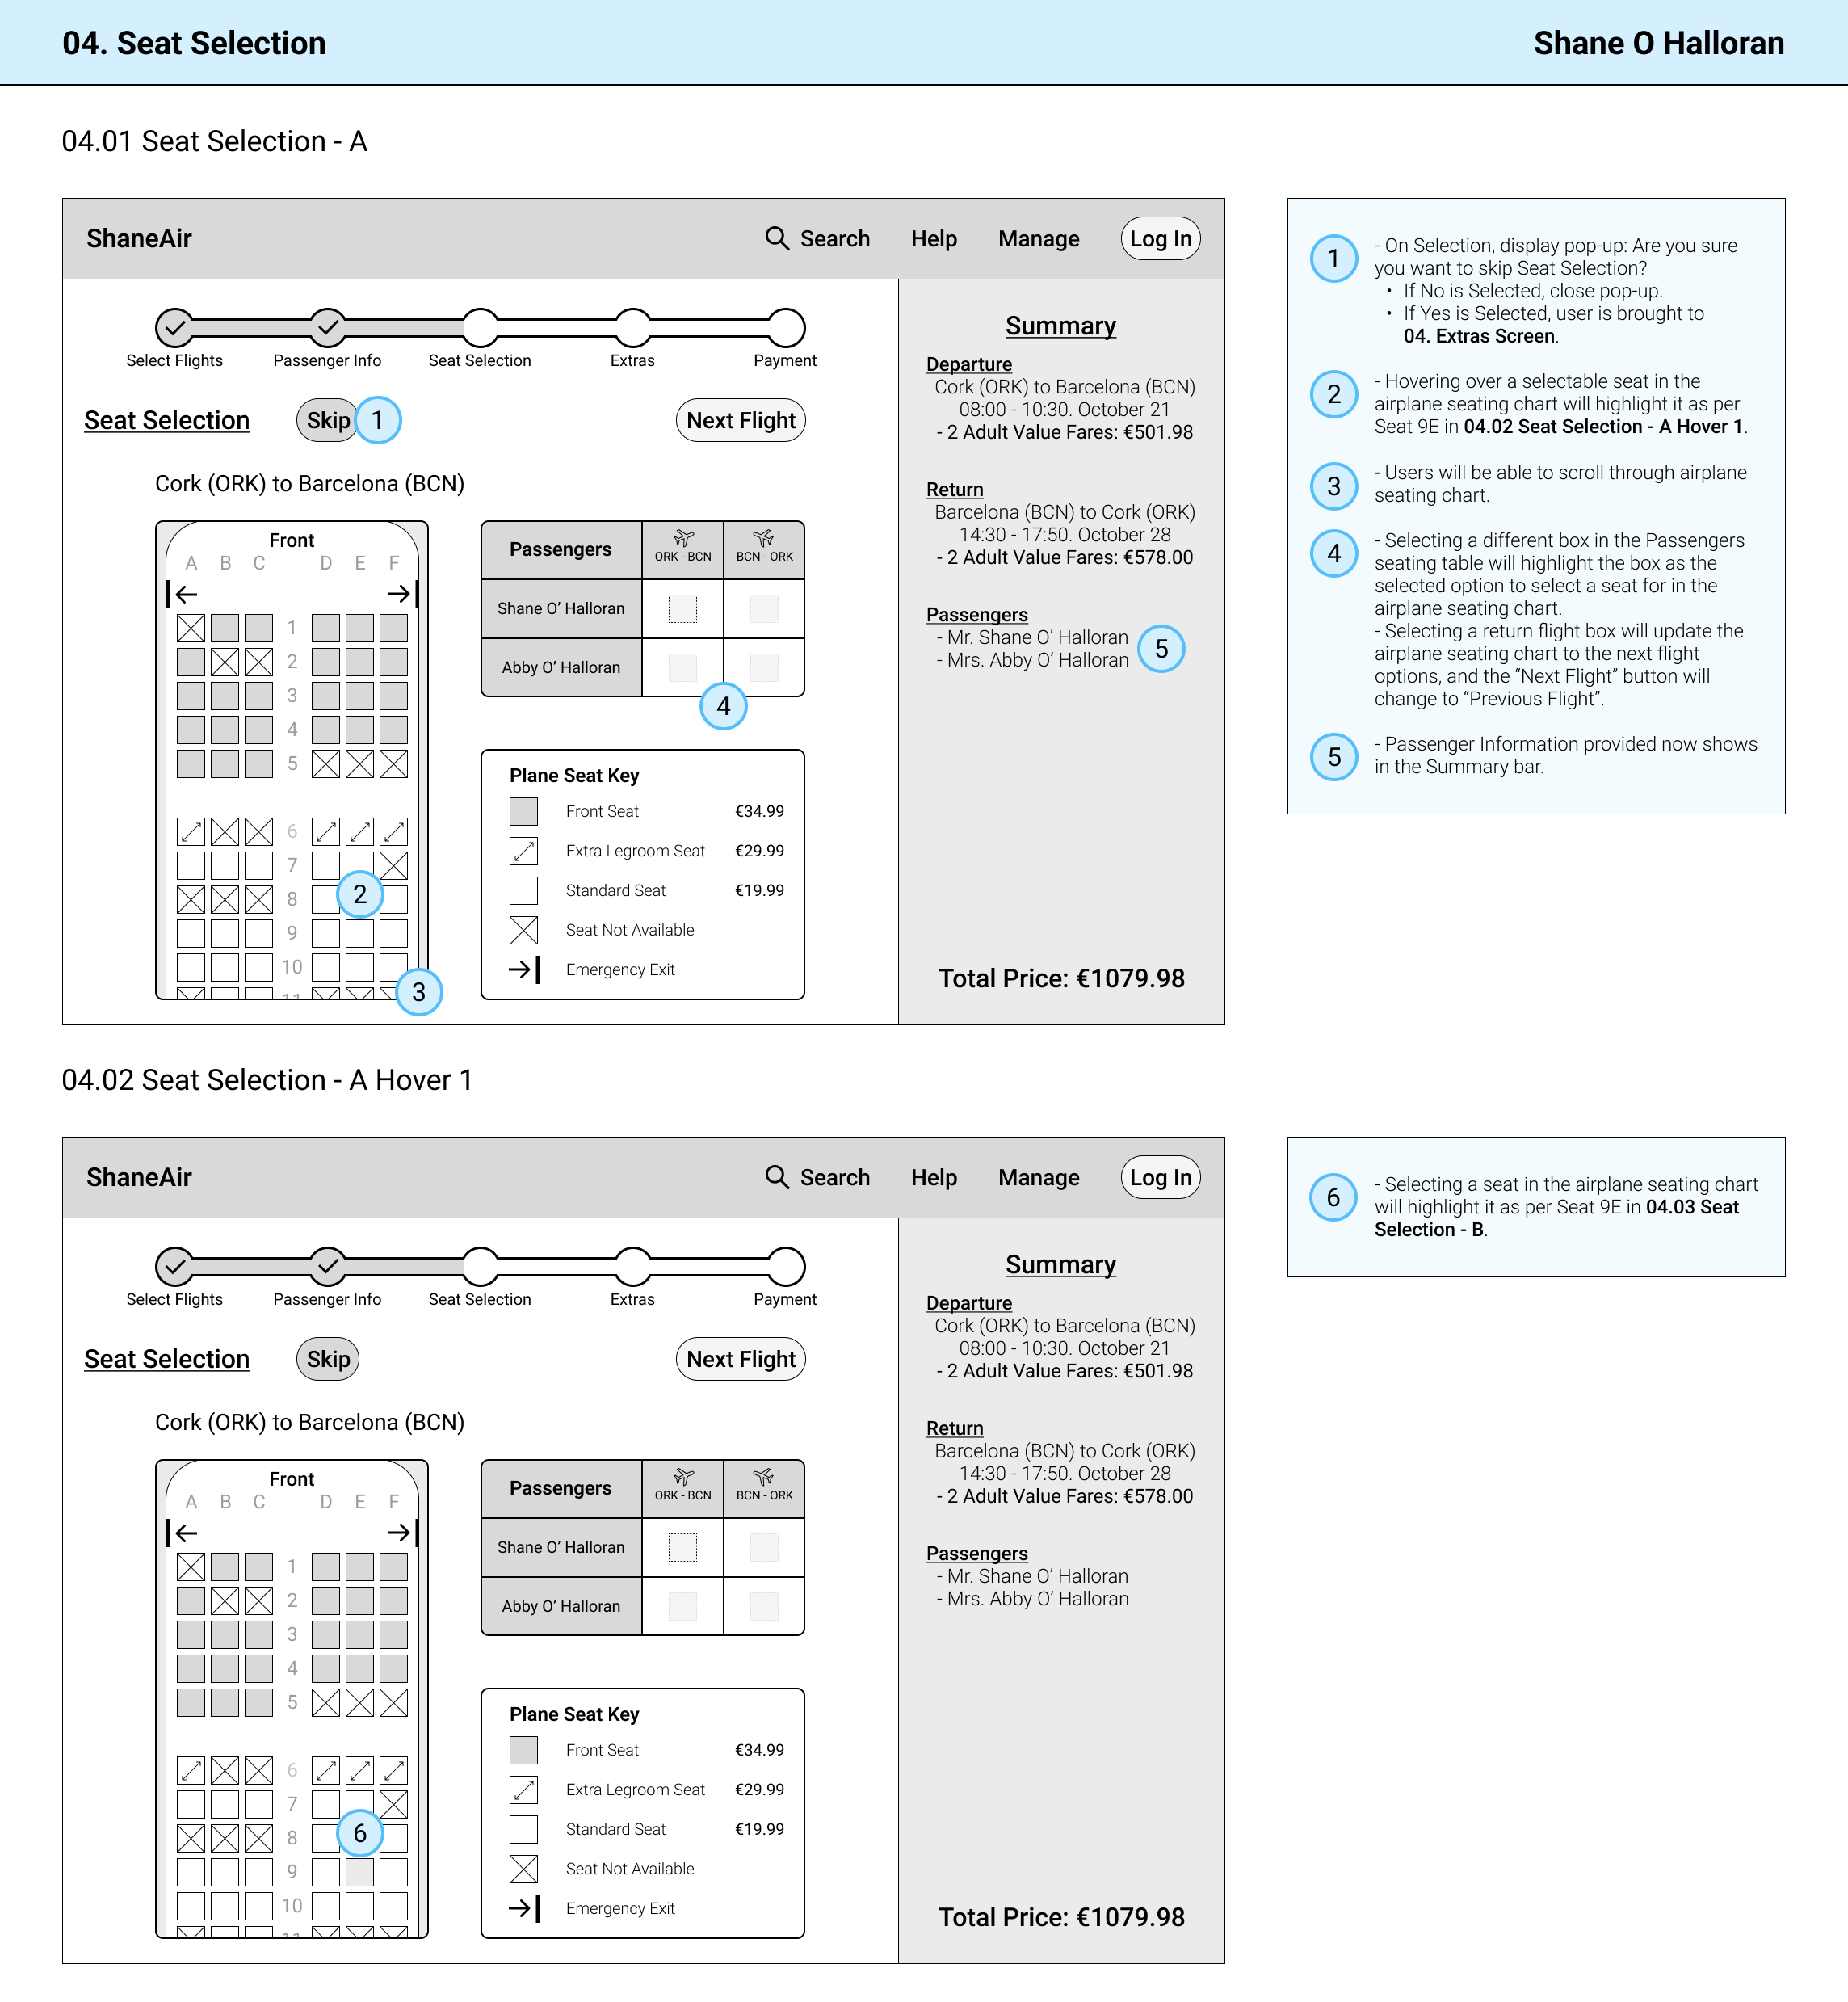 04. Seat Selection
Shane O Halloran
04.01 Seat Selection - A
ShaneAir
Search
Help
Manage
Log In
Select Flights
Passenger Info
Seat Selection
Extras
Payment
Seat Selection
Skip
1
Next Flight
Cork (ORK) to Barcelona (BCN)
Front
A B C D E F
1
2
3
4
5
6
7
8
2
9
10
11
3
Passengers
ORK - BCN
BCN - ORK
Shane O’ Halloran
Abby O’ Halloran
4
Plane Seat Key
Front Seat €34.99
Extra Legroom Seat €29.99
Standard Seat €19.99
Seat Not Available
Emergency Exit
Summary
Departure
Cork (ORK) to Barcelona (BCN)
08:00 - 10:30. October 21
- 2 Adult Value Fares: €501.98
Return
Barcelona (BCN) to Cork (ORK)
14:30 - 17:50. October 28
- 2 Adult Value Fares: €578.00
Passengers
- Mr. Shane O’ Halloran
- Mrs. Abby O’ Halloran
5
Total Price: €1079.98
1
- On Selection, display pop-up: Are you sure
you want to skip Seat Selection?
• If No is Selected, close pop-up.
• If Yes is Selected, user is brought to
04. Extras Screen.
2
- Hovering over a selectable seat in the
airplane seating chart will highlight it as per
Seat 9E in 04.02 Seat Selection - A Hover 1.
3
- Users will be able to scroll through airplane
seating chart.
4
- Selecting a different box in the Passengers
seating table will highlight the box as the
selected option to select a seat for in the
airplane seating chart.
- Selecting a return flight box will update the
airplane seating chart to the next flight
options, and the “Next Flight” button will
change to “Previous Flight”.
5
- Passenger Information provided now shows
in the Summary bar.
04.02 Seat Selection - A Hover 1
ShaneAir
Search
Help
Manage
Log In
Select Flights
Passenger Info
Seat Selection
Extras
Payment
Seat Selection
Skip
Next Flight
Cork (ORK) to Barcelona (BCN)
Front
A B C D E F
1
2
3
4
5
6
7
8
6
9
10
11
Passengers
ORK - BCN
BCN - ORK
Shane O’ Halloran
Abby O’ Halloran
Plane Seat Key
Front Seat €34.99
Extra Legroom Seat €29.99
Standard Seat €19.99
Seat Not Available
Emergency Exit
Summary
Departure
Cork (ORK) to Barcelona (BCN)
08:00 - 10:30. October 21
- 2 Adult Value Fares: €501.98
Return
Barcelona (BCN) to Cork (ORK)
14:30 - 17:50. October 28
- 2 Adult Value Fares: €578.00
Passengers
- Mr. Shane O’ Halloran
- Mrs. Abby O’ Halloran
Total Price: €1079.98
6
- Selecting a seat in the airplane seating chart
will highlight it as per Seat 9E in 04.03 Seat
Selection - B.